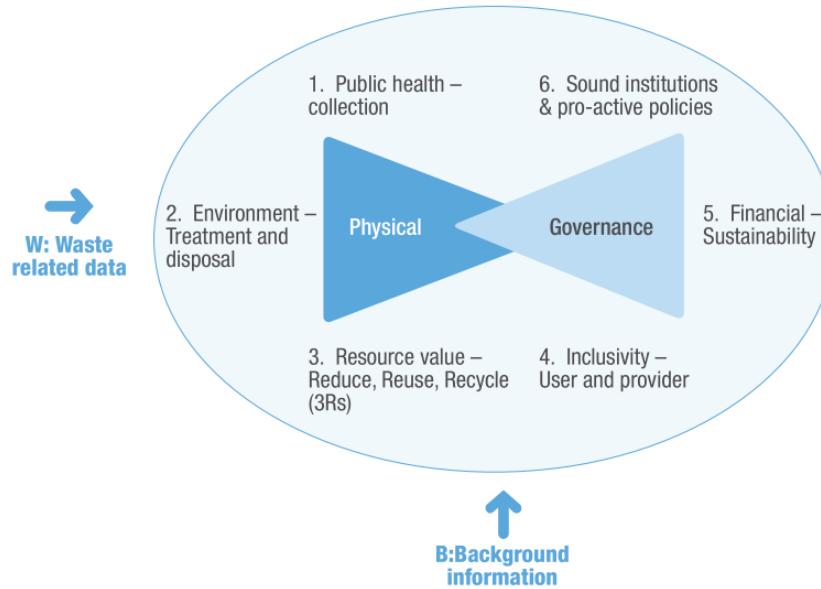 1. Public health –
collection
6. Sound institutions
& pro-active policies
2. Environment –
Treatment and
disposal
Physical
Governance
5. Financial –
Sustainability
W: Waste
related data
3. Resource value –
Reduce, Reuse, Recycle
(3Rs)
4. Inclusivity –
User and provider
B:Background
information